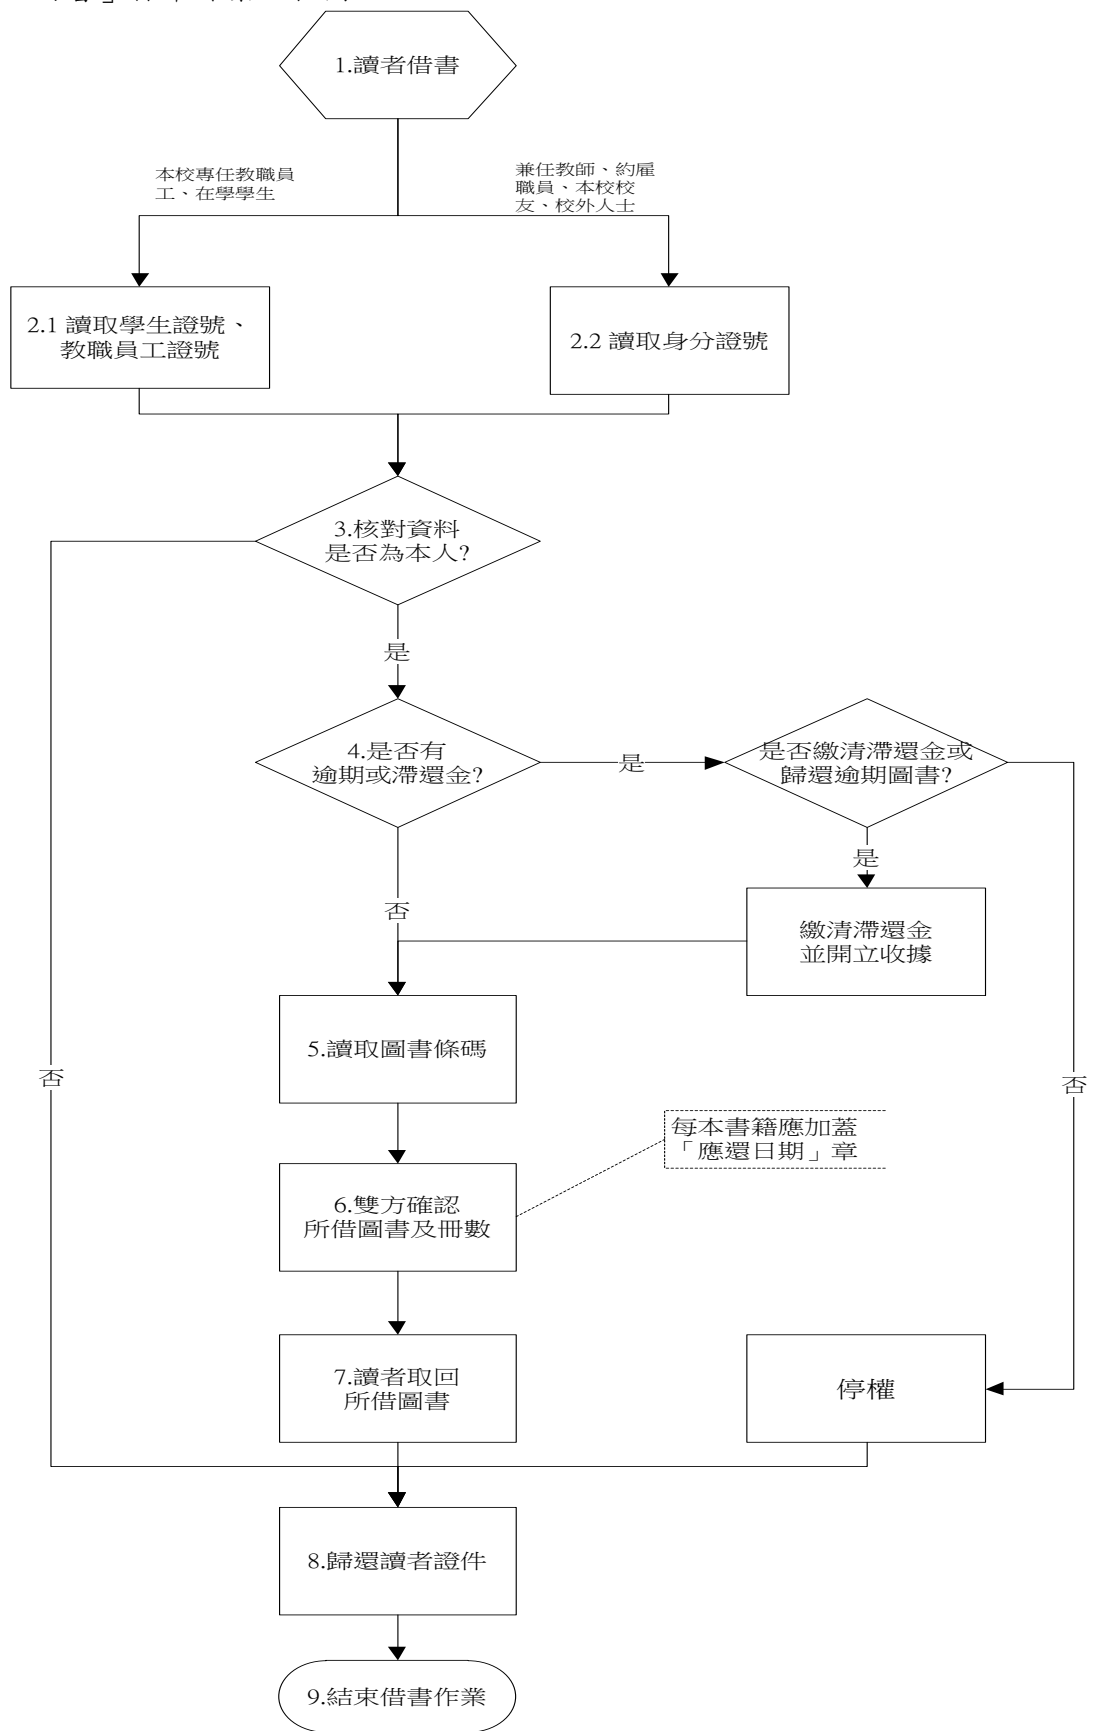 1.讀者借書
本校專任教職員
工、在學學生
兼任教師、約雇
職員、本校校
友、校外人士
2.1 讀取學生證號、
教職員工證號
2.2 讀取身分證號
3.核對資料
是否為本人?
是
4.是否有
逾期或滯還金?
是
是否繳清滯還金或
歸還逾期圖書?
是
否
繳清滯還金
並開立收據
5.讀取圖書條碼
否
否
每本書籍應加蓋
「應還日期」章
6.雙方確認
所借圖書及冊數
7.讀者取回
所借圖書
停權
8.歸還讀者證件
9.結束借書作業